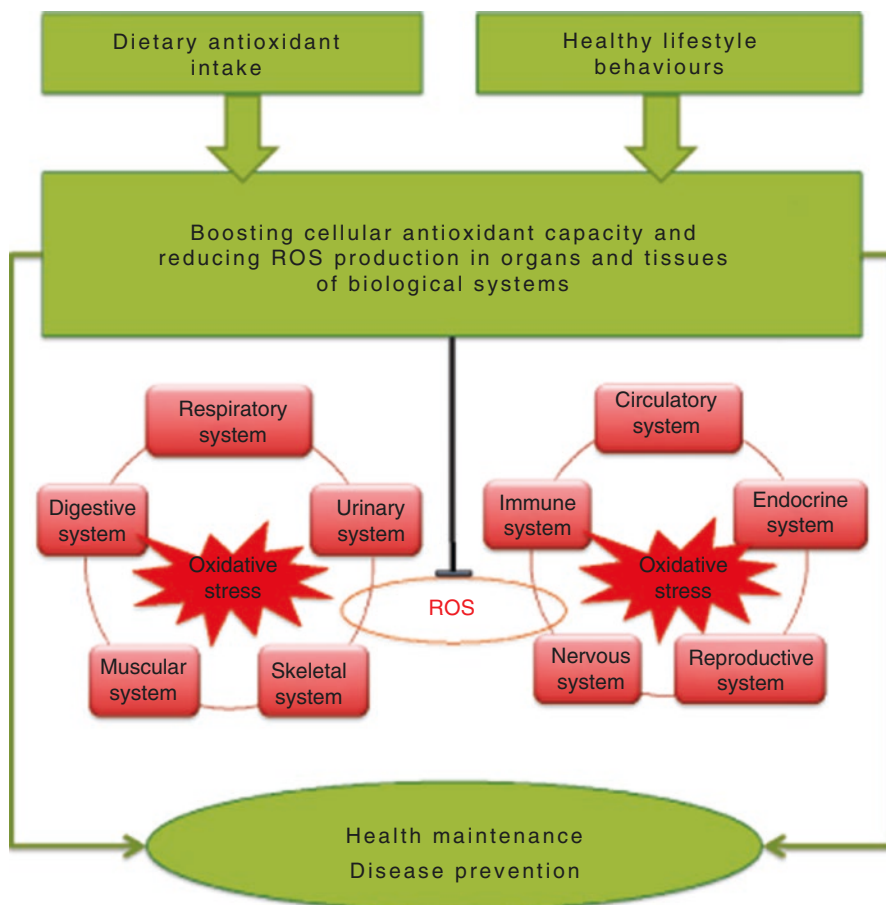 Dietary antioxidant
intake
Healthy lifestyle
behaviours
Boosting cellular antioxidant capacity and
reducing ROS production in organs and tissues
of biological systems
Respiratory
system
Digestive
system
Urinary
system
Oxidative
stress
Muscular
system
Skeletal
system
ROS
Circulatory
system
Immune
system
Endocrine
system
Oxidative
stress
Nervous
system
Reproductive
system
Health maintenance
Disease prevention